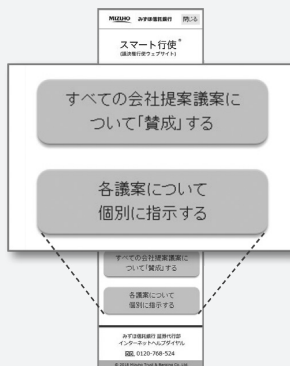 MIZUHO みずほ信託銀行 閉じる
スマート行使®
(議決権行使ウェブサイト)
すべての会社提案議案に
ついて「賛成」する
各議案について
個別に指示する
すべての会社提案議案に
ついて「賛成」する
各議案について
個別に指示する
みずほ信託銀行 証券代行部
インターネットヘルプダイヤル
0120-768-524
© 2018 Mizuho Trust & Banking Co., Ltd.